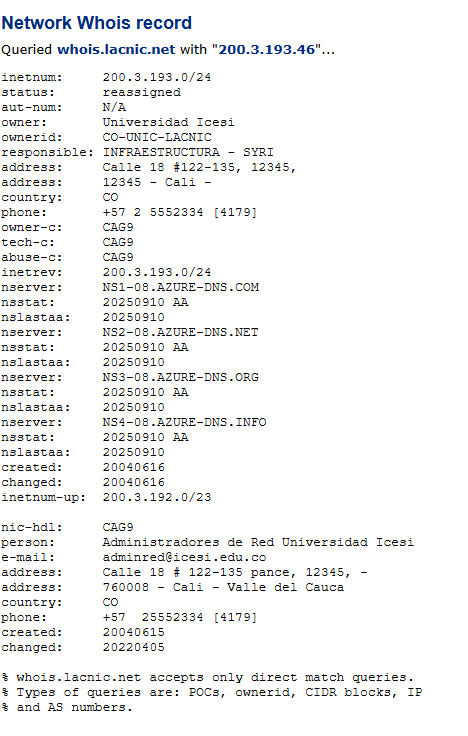 Network Whois record
Queried whois.lacnic.net with "200.3.193.46"...
inetnum: 200.3.193.0/24
status: reassigned
aut-num: N/A
owner: Universidad Icesi
ownerid: CO-UNIC-LACNIC
responsible: INFRAESTRUCTURA - SYRI
address: Calle 18 #122-135, 12345,
address: 12345 - Cali -
country: CO
phone: +57 2 5552334 [4179]
owner-c: CAG9
tech-c: CAG9
abuse-c: CAG9
inetrev: 200.3.193.0/24
nserver: NS1-08.AZURE-DNS.COM
nsstat: 20250910 AA
nslastaa: 20250910
nserver: NS2-08.AZURE-DNS.NET
nsstat: 20250910 AA
nslastaa: 20250910
nserver: NS3-08.AZURE-DNS.ORG
nsstat: 20250910 AA
nslastaa: 20250910
nserver: NS4-08.AZURE-DNS.INFO
nsstat: 20250910 AA
nslastaa: 20250910
created: 20040616
changed: 20040616
inetnum-up: 200.3.192.0/23
nic-hdl: CAG9
person: Administradores de Red Universidad Icesi
e-mail: adminred@icesi.edu.co
address: Calle 18 # 122-135 pance, 12345, -
address: 760008 - Cali - Valle del Cauca
country: CO
phone: +57 25552334 [4179]
created: 20040615
changed: 20220405
% whois.lacnic.net accepts only direct match queries.
% Types of queries are: POCs, ownerid, CIDR blocks, IP
% and AS numbers.